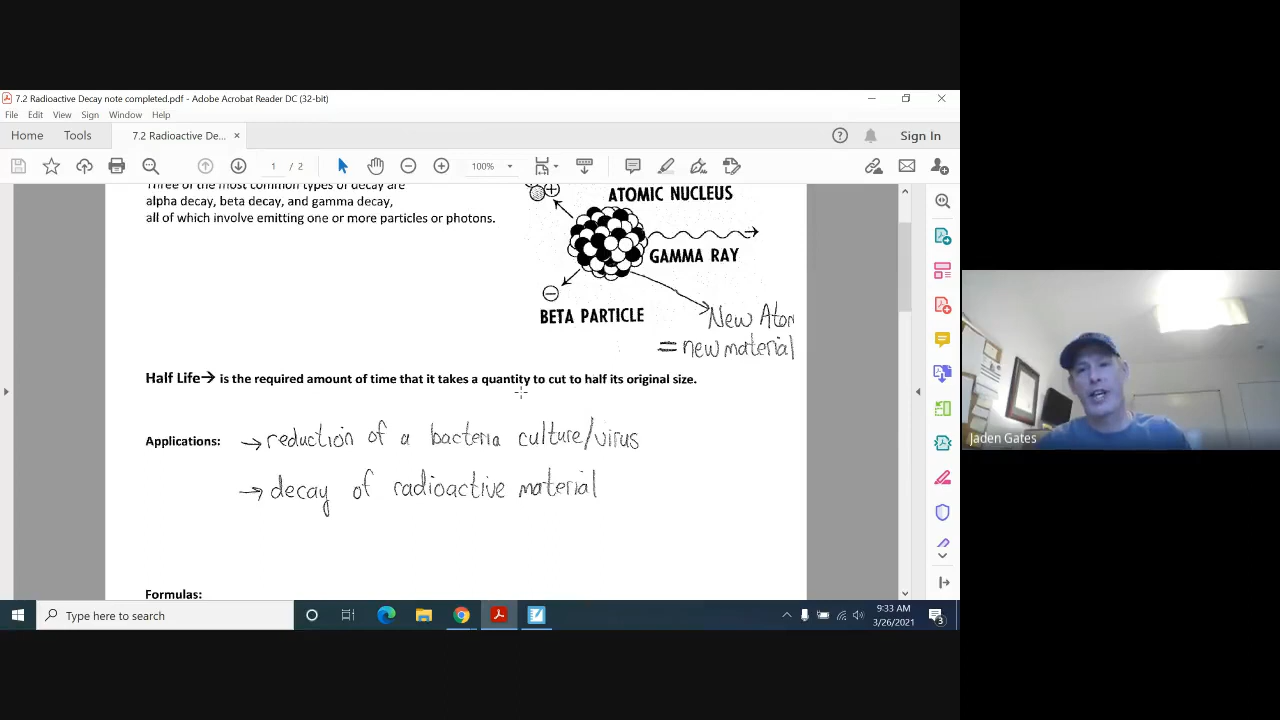 7.2 Radioactive Decay note completed.pdf - Adobe Acrobat Reader DC (32-bit)
File Edit View Sign Window Help
Home Tools 7.2 Radioactive De... × Sign In
1 / 2 100%
Three of the most common types of decay are
alpha decay, beta decay, and gamma decay,
all of which involve emitting one or more particles or photons.
ATOMIC NUCLEUS
GAMMA RAY
BETA PARTICLE
New Atom
= new material
Half Life→ is the required amount of time that it takes a quantity to cut to half its original size.
Applications: → reduction of a bacteria culture/virus
→ decay of radioactive material
Formulas:
Jaden Gates
Type here to search
9:33 AM
3/26/2021
3